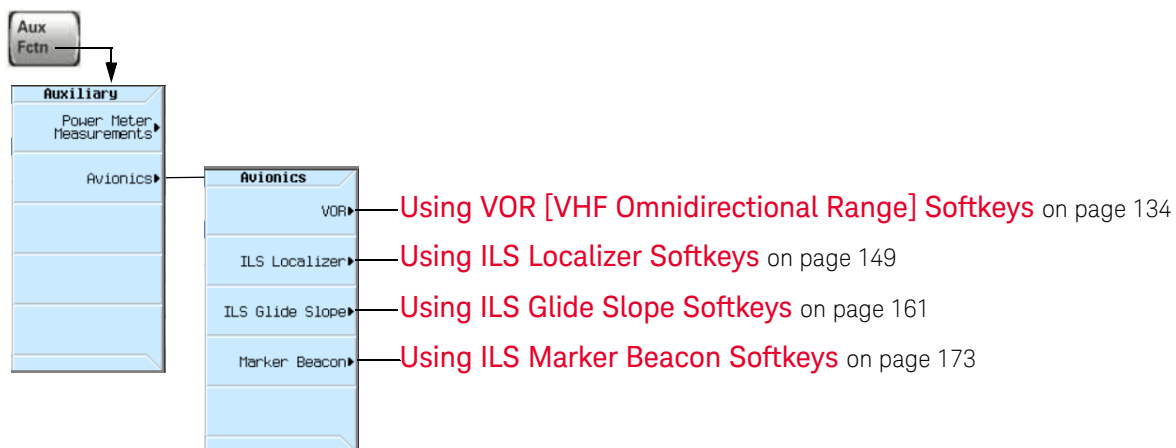 Aux
Fctn
Auxiliary
Power Meter
Measurements
Avionics
Avionics
VOR
Using VOR [VHF Omnidirectional Range] Softkeys on page 134
ILS Localizer
Using ILS Localizer Softkeys on page 149
ILS Glide Slope
Using ILS Glide Slope Softkeys on page 161
Marker Beacon
Using ILS Marker Beacon Softkeys on page 173